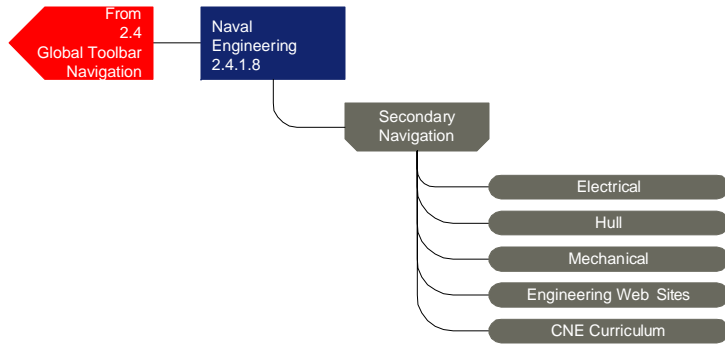 From
2.4
Global Toolbar
Navigation
Naval
Engineering
2.4.1.8
Secondary
Navigation
Electrical
Hull
Mechanical
Engineering Web Sites
CNE Curriculum